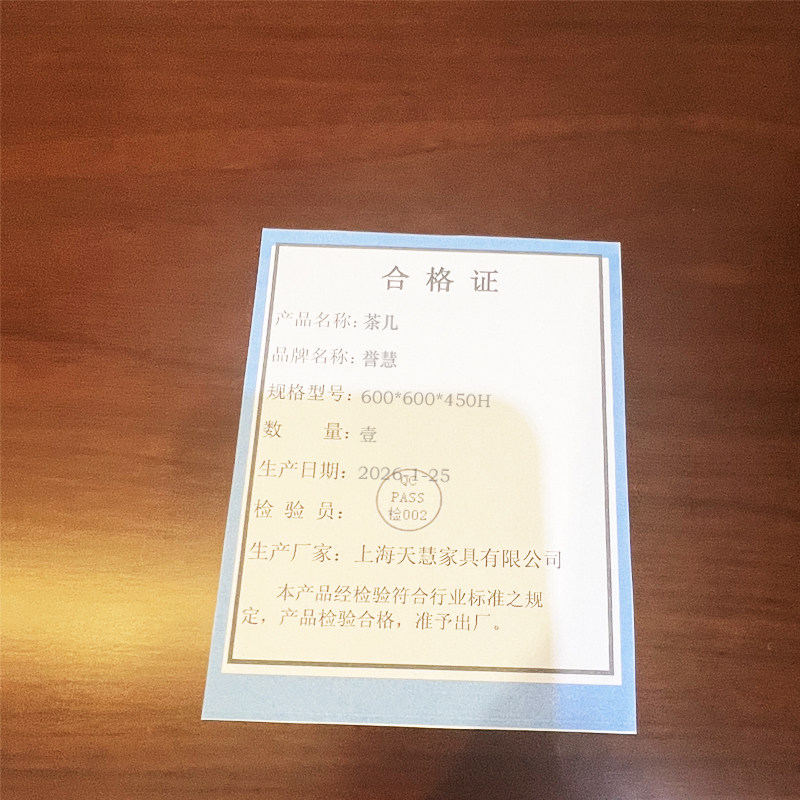 合格证
产品名称：茶几
品牌名称：誉慧
规格型号：600*600*450H
数 量：壹
生产日期：2026-1-25
检 验 员：
QC
PASS
检002
生产厂家：上海天慧家具有限公司
本产品经检验符合行业标准之规
定，产品检验合格，准予出厂。